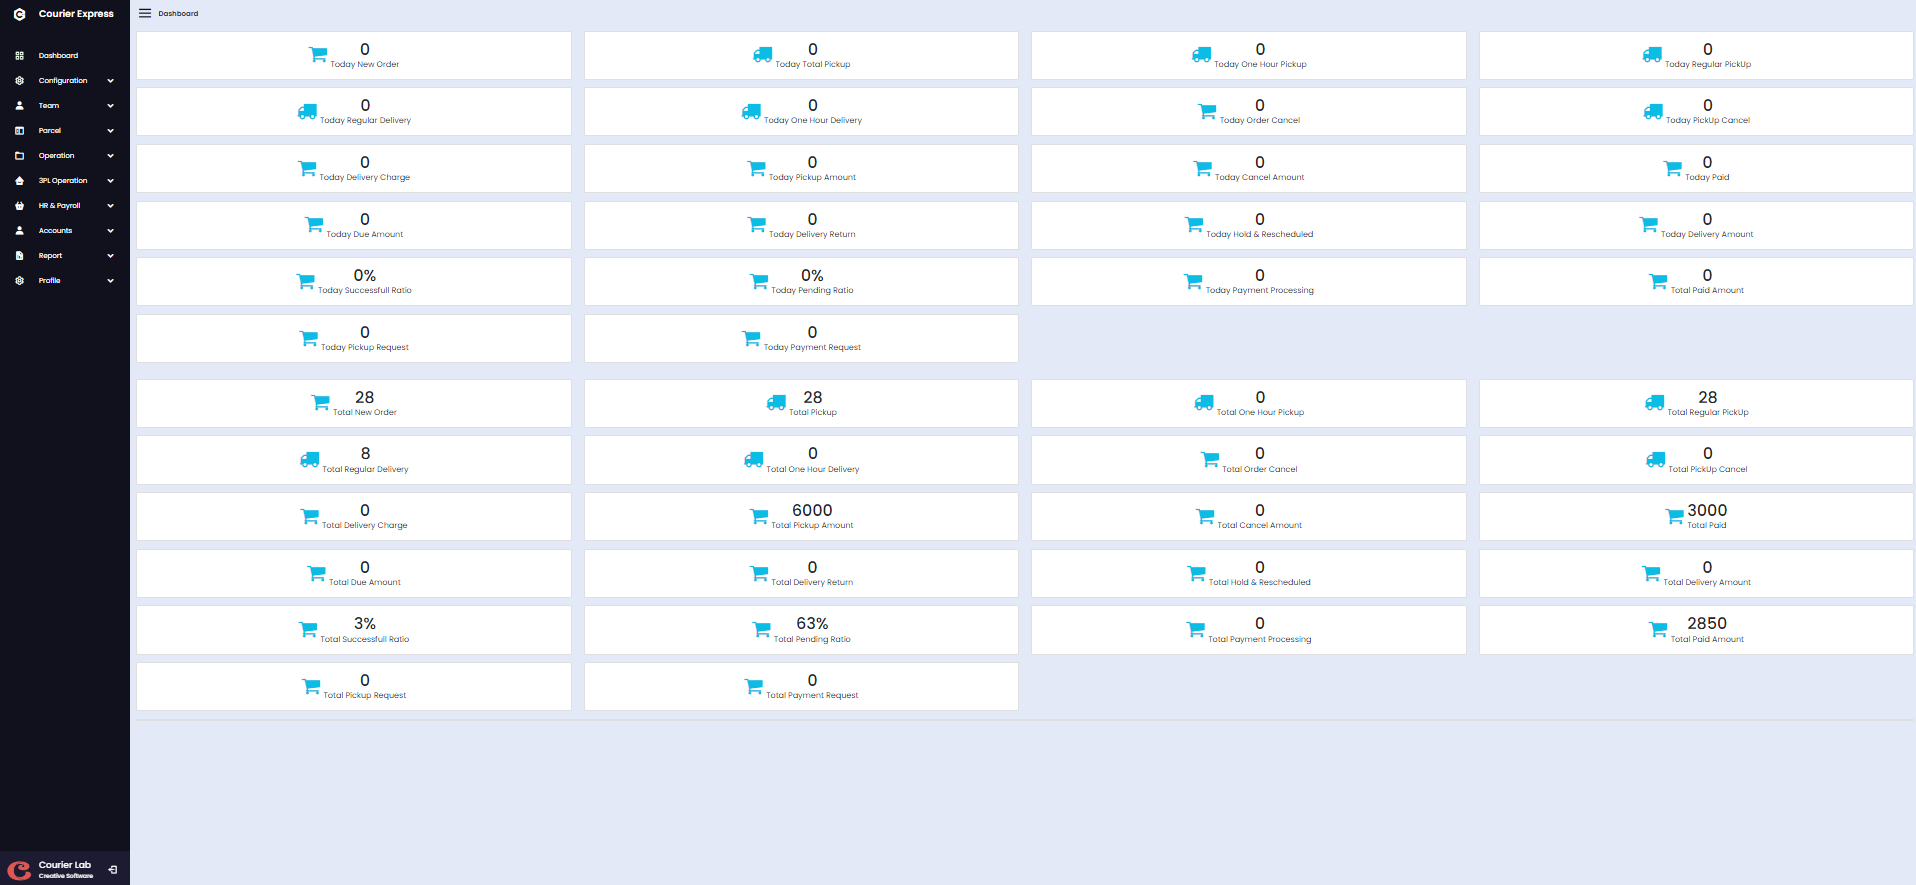 Courier Express
Dashboard
Dashboard
Configuration
Team
Parcel
Operation
3PL Operation
HR & Payroll
Accounts
Report
Profile
0
Today New Order
0
Today Total Pickup
0
Today One Hour Pickup
0
Today Regular PickUp
0
Today Regular Delivery
0
Today One Hour Delivery
0
Today Order Cancel
0
Today PickUp Cancel
0
Today Delivery Charge
0
Today Pickup Amount
0
Today Cancel Amount
0
Today Paid
0
Today Due Amount
0
Today Delivery Return
0
Today Hold & Rescheduled
0
Today Delivery Amount
0%
Today Successfull Ratio
0%
Today Pending Ratio
0
Today Payment Processing
0
Total Paid Amount
0
Today Pickup Request
0
Today Payment Request
28
Total New Order
28
Total Pickup
0
Total One Hour Pickup
28
Total Regular PickUp
8
Total Regular Delivery
0
Total One Hour Delivery
0
Total Order Cancel
0
Total PickUp Cancel
0
Total Delivery Charge
6000
Total Pickup Amount
0
Total Cancel Amount
3000
Total Paid
0
Total Due Amount
0
Total Delivery Return
0
Total Hold & Rescheduled
0
Total Delivery Amount
3%
Total Successfull Ratio
63%
Total Pending Ratio
0
Total Payment Processing
2850
Total Paid Amount
0
Total Pickup Request
0
Total Payment Request
Courier Lab
Creative Software